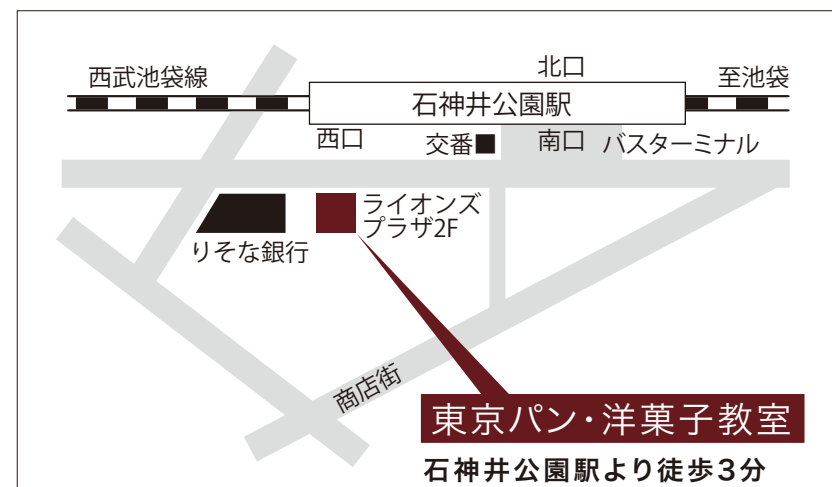 北口
西武池袋線
至池袋
石神井公園駅
西口
交番■
南口
バスターミナル
ライオンズ
プラザ2F
りそな銀行
商店街
東京パン・洋菓子教室
石神井公園駅より徒歩3分